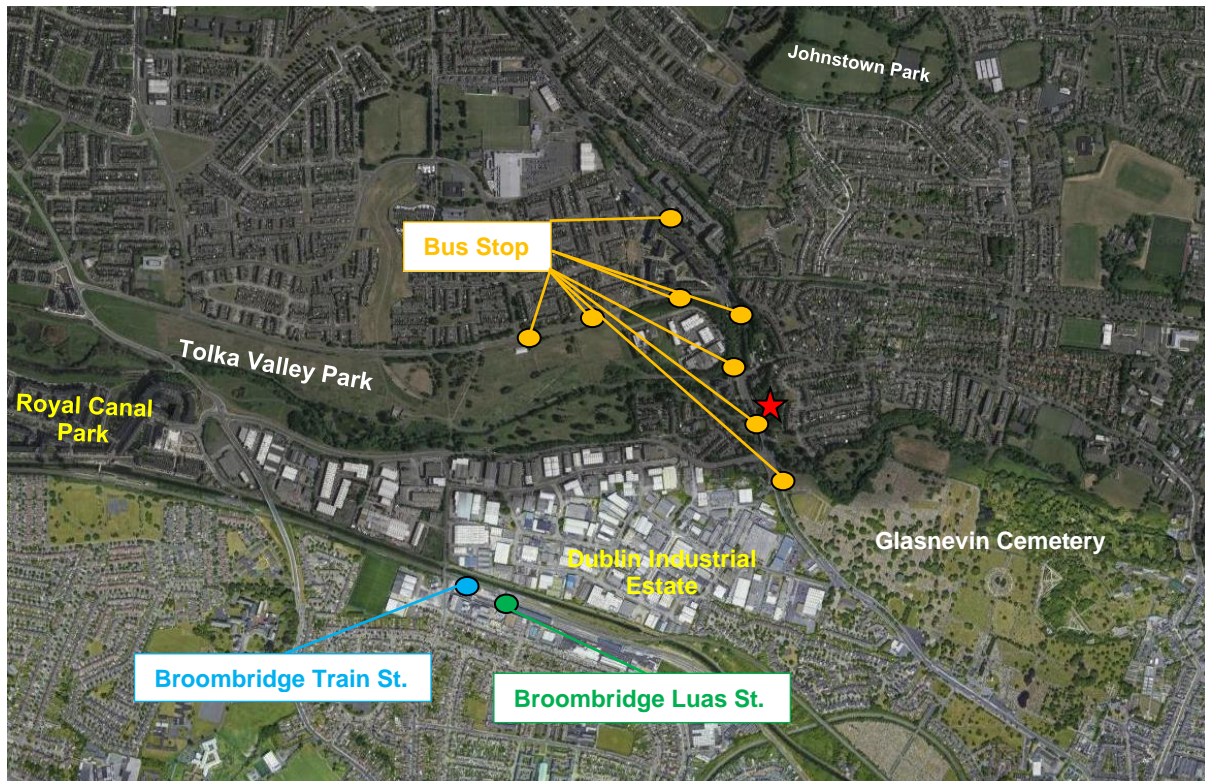 Johnstown Park
Bus Stop
Tolka Valley Park
Royal Canal
Park
Glasnevin Cemetery
Dublin Industrial
Estate
Broombridge Train St.
Broombridge Luas St.